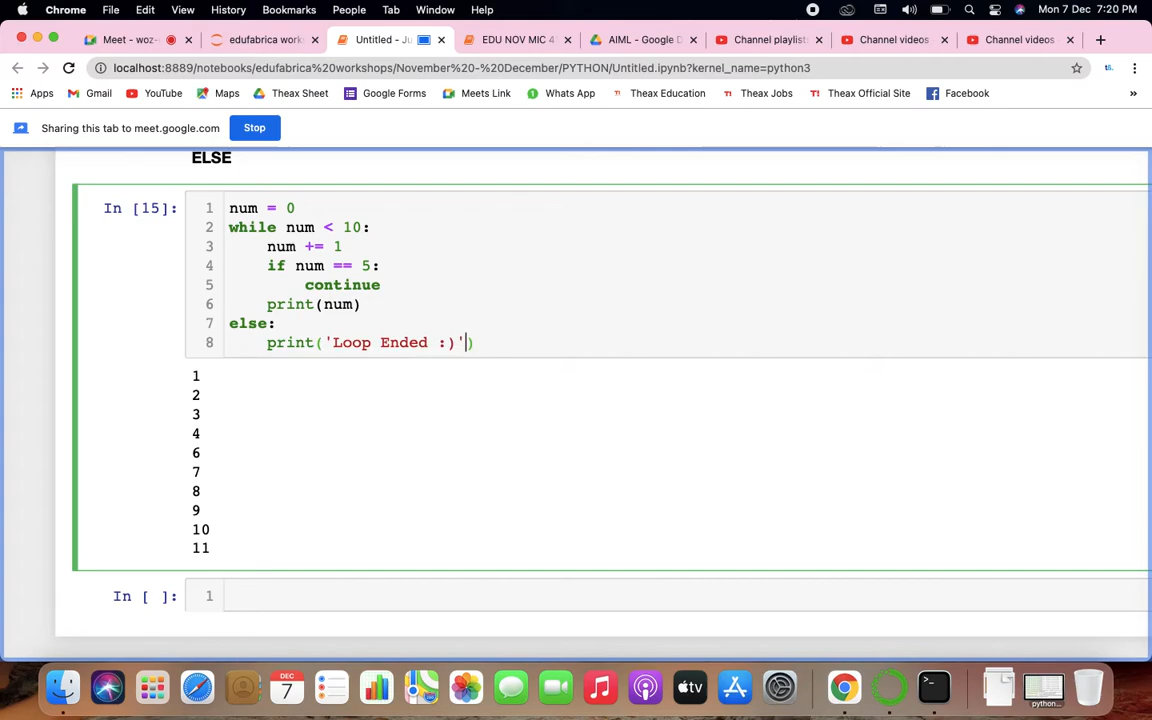 Chrome File Edit View History Bookmarks People Tab Window Help Mon 7 Dec 7:20 PM
Meet - woz- edufabrica work Untitled - Ju EDU NOV MIC 4 AIML - Google D Channel playlist Channel videos - Channel videos -
localhost:8889/notebooks/edufabrica%20workshops/November%20-%20December/PYTHON/Untitled.ipynb?kernel_name=python3
Apps Gmail YouTube Maps Theax Sheet Google Forms Meets Link Whats App Theax Education Theax Jobs Theax Official Site Facebook »
Sharing this tab to meet.google.com Stop
ELSE
In [15]: 1 num = 0
2 while num < 10:
3 num += 1
4 if num == 5:
5 continue
6 print(num)
7 else:
8 print('Loop Ended :)')
1
2
3
4
6
7
8
9
10
11
In [ ]: 1
DEC
7
tv
python...